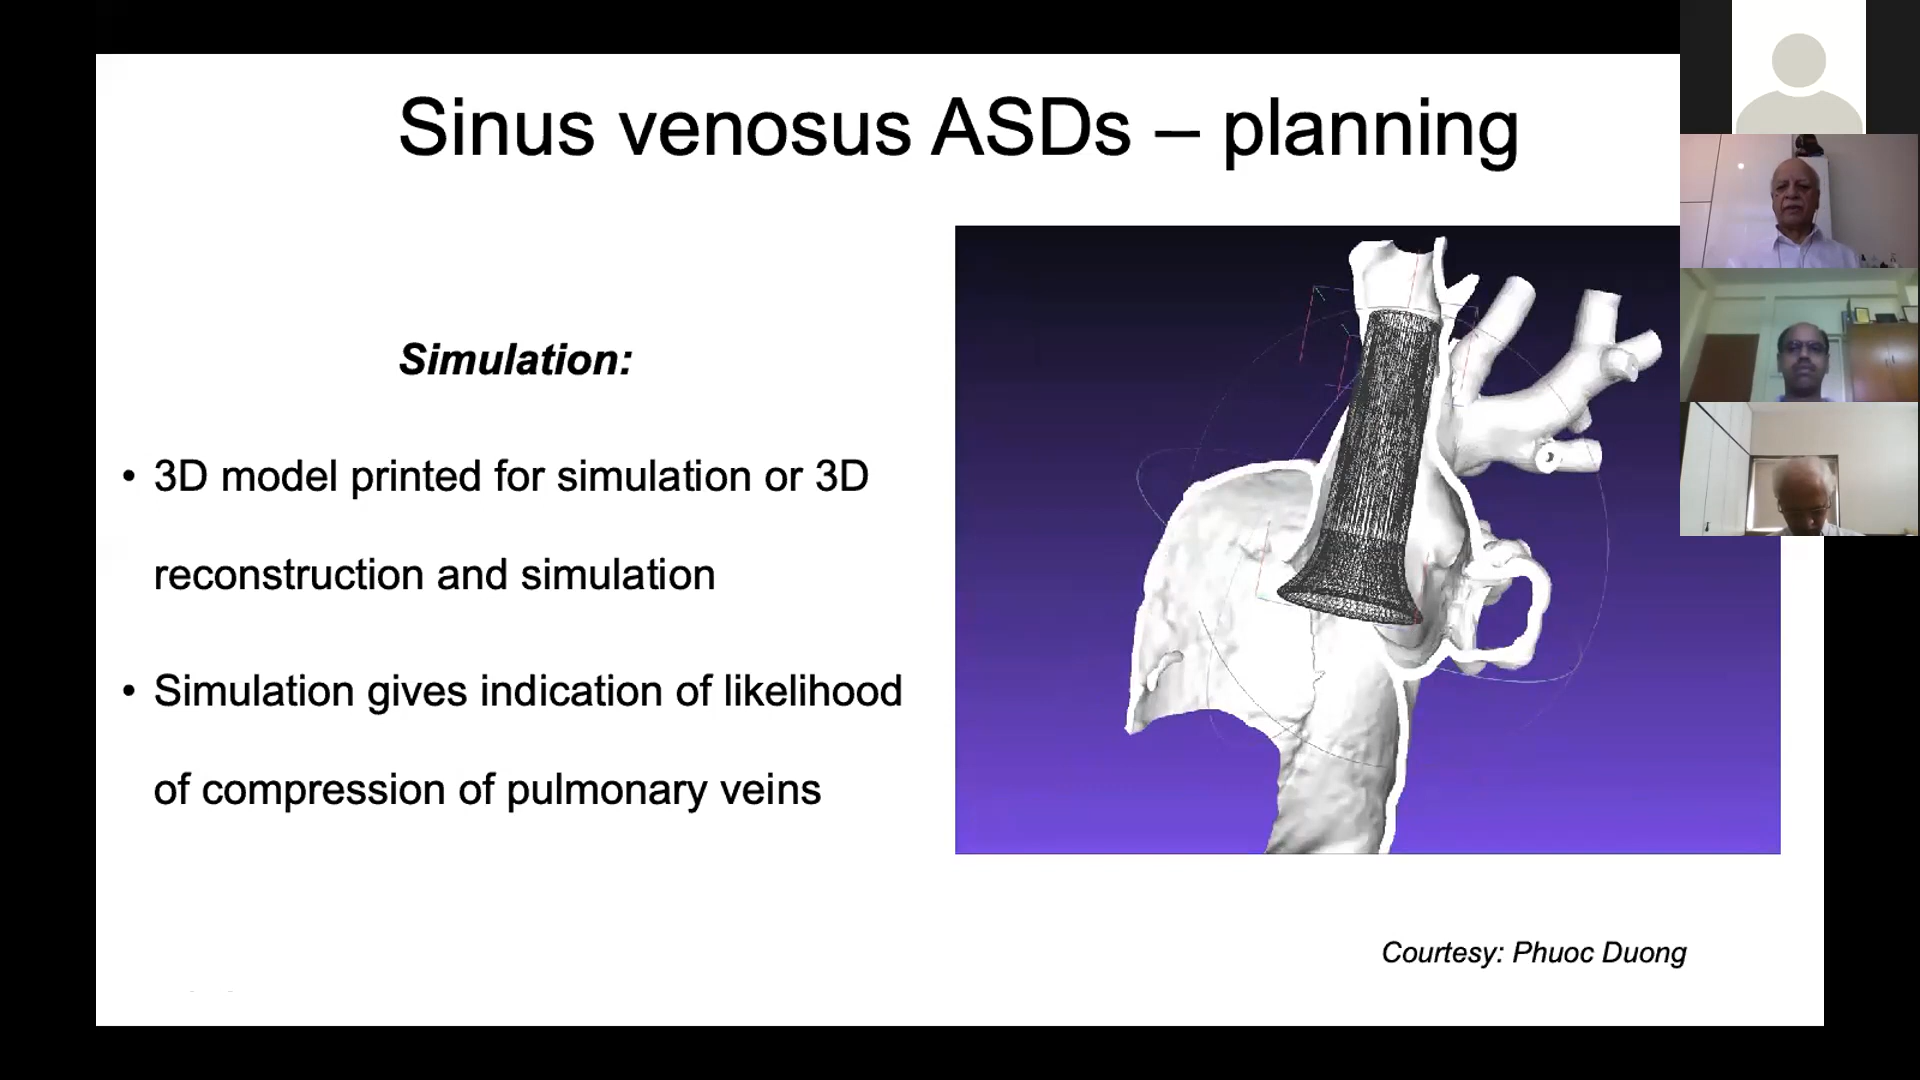 Sinus venosus ASDs – planning
Simulation:
• 3D model printed for simulation or 3D
reconstruction and simulation
• Simulation gives indication of likelihood
of compression of pulmonary veins
Courtesy: Phuoc Duong